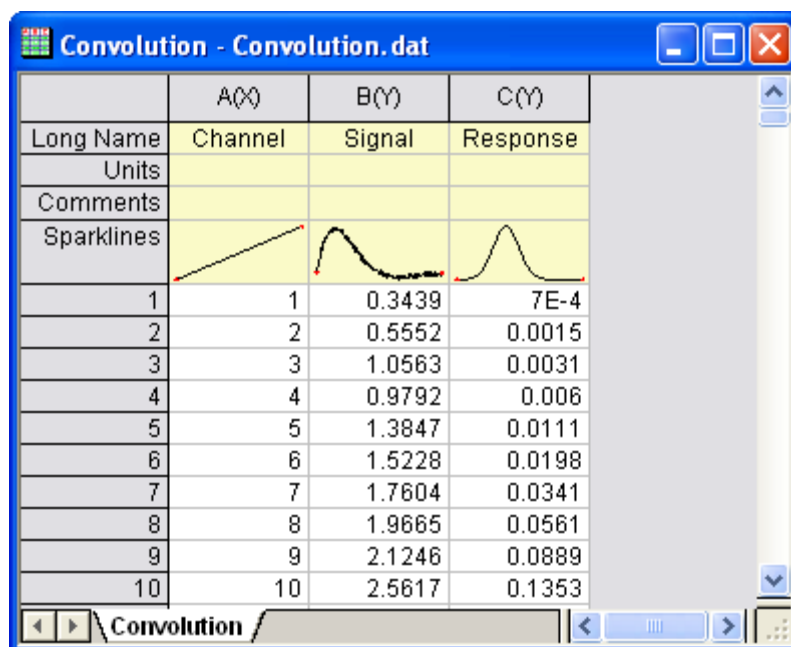 Convolution - Convolution.dat
A(X) B(Y) C(Y)
Long Name Channel Signal Response
Units
Comments
Sparklines
1 1 0.3439 7E-4
2 2 0.5552 0.0015
3 3 1.0563 0.0031
4 4 0.9792 0.006
5 5 1.3847 0.0111
6 6 1.5228 0.0198
7 7 1.7604 0.0341
8 8 1.9665 0.0561
9 9 2.1246 0.0889
10 10 2.5617 0.1353
Convolution